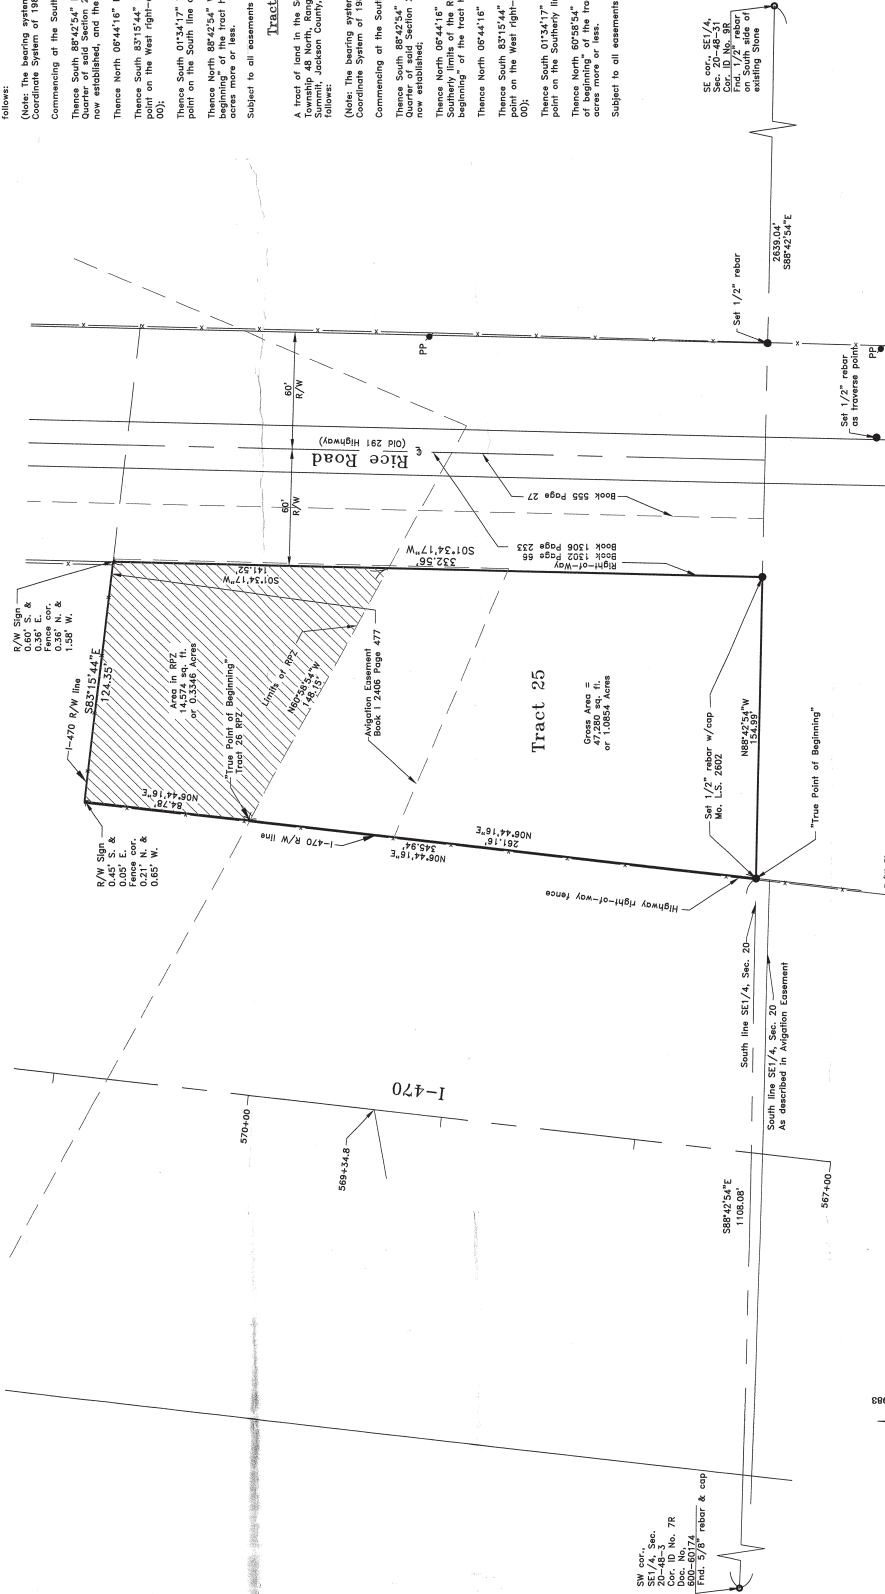 follows:
(Note: The bearing system
Coordinate System of 198
Commencing at the South
Thence South 88°42'54"
Quarter of said Section 2
now established, and the
Thence North 06°44'16"
Thence South 83°15'44"
point on the West right-
00);
Thence South 01°34'17"
point on the South line
Thence North 88°42'54"
beginning" of the tract
acres more or less.
Subject to all easements
Tract
A tract of land in the
Township 48 North, Rang
Summit, Jackson County,
follows:
(Note: The bearing system
Coordinate System of 19
Commencing at the South
Thence South 88°42'54"
Quarter of said Section
now established;
Thence North 06°44'16"
Southerly limits of the R
beginning" of the tract
Thence North 06°44'16"
Thence South 83°15'44"
point on the West right-
00);
Thence South 01°34'17"
point on the Southerly
Thence North 60°58'54"
of beginning" of the tra
acres more or less.
Subject to all easements
SE cor., SE1/4,
Sec. 20-48-31
Cor. ID No. 9R
Fnd. 1/2" rebar
on South side of
existing Stone
2639.04'
S88°42'54"E
Set 1/2" rebar
PP
PP
Set 1/2" rebar
as traverse point
60'
R/W
Rice Road
(Old 291 Highway)
60'
R/W
Book 555 Page 27
Right-of-Way
Book 1302 Page 66
Book 1306 Page 233
S01°34'17"W
332.56'
S01°34'17"W
141.52'
R/W Sign
0.60' S. &
0.36' E.
Fence cor.
0.36' N. &
1.58' W.
I-470 R/W line
S83°15'44"E
124.35'
Area in RPZ
14,574 sq. ft.
or 0.3346 Acres
Limits of RPZ
N60°58'54"W
148.15'
"True Point of Beginning"
Tract 26 RPZ
N06°44'16"E
84.78'
Avigation Easement
Book I 2406 Page 477
Tract 25
Gross Area =
47,280 sq. ft.
or 1.0854 Acres
R/W Sign
0.45' S. &
0.05' E.
Fence cor.
0.21' N. &
0.65' W.
I-470 R/W line
N06°44'16"E
345.94'
N06°44'16"E
261.16'
Set 1/2" rebar w/cap
Mo. L.S. 2602
N88°42'54"W
154.99'
"True Point of Beginning"
Highway right-of-way fence
South line SE1/4, Sec. 20
South line SE1/4, Sec. 20
As described in Avigation Easement
I-470
570+00
569+34.8
567+00
S88°42'54"E
1108.08'
SW cor.,
SE1/4, Sec.
20-48-3
Cor. ID No. 7R
Doc. No.
600-60174
Fnd. 5/8" rebar & cap
983